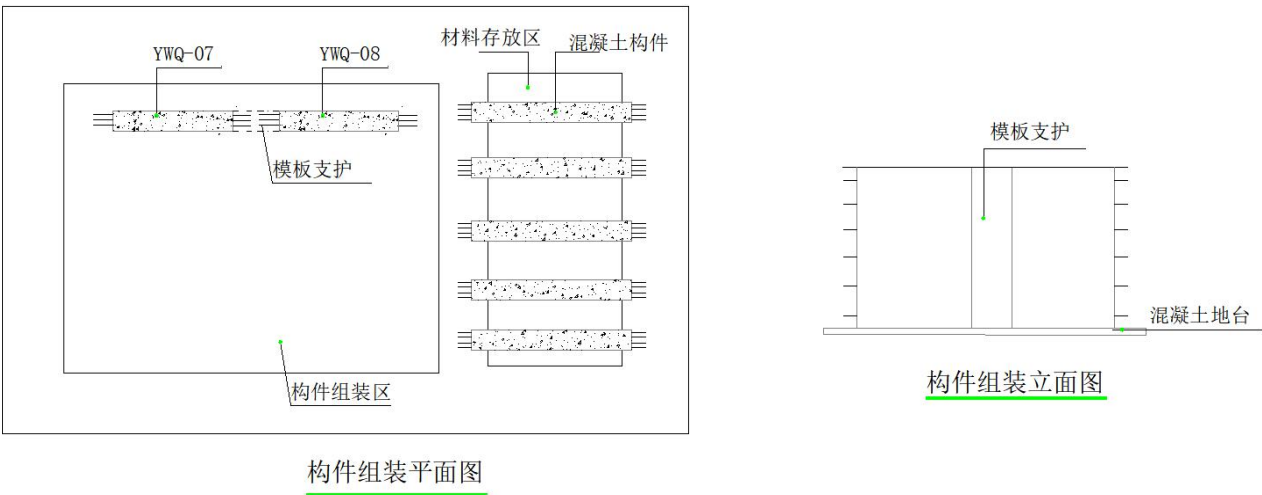 YWQ-07
YWQ-08
材料存放区
混凝土构件
模板支护
构件组装区
构件组装平面图
模板支护
混凝土地台
构件组装立面图